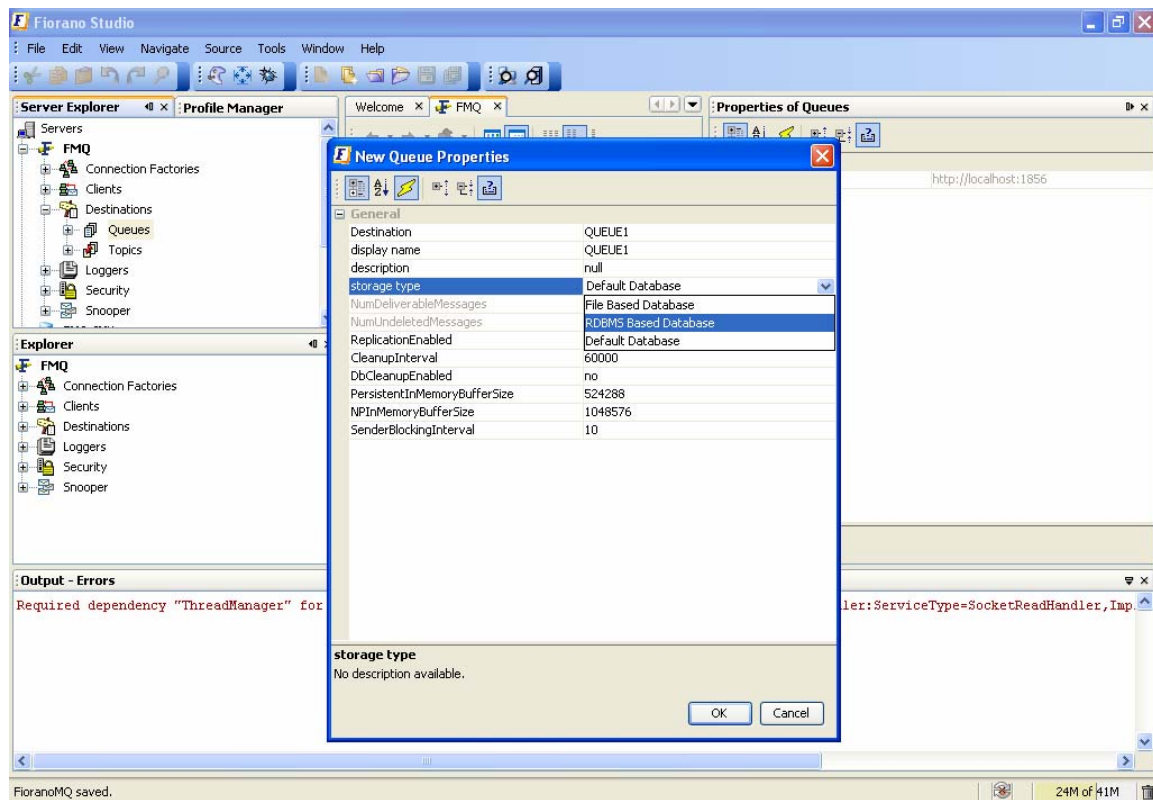 Fiorano Studio
File Edit View Navigate Source Tools Window Help
Server Explorer
Profile Manager
Servers
FMQ
Connection Factories
Clients
Destinations
Queues
Topics
Loggers
Security
Snooper
Explorer
FMQ
Connection Factories
Clients
Destinations
Loggers
Security
Snooper
Welcome
FMQ
Properties of Queues
http://localhost:1856
New Queue Properties
General
Destination QUEUE1
display name QUEUE1
description null
storage type Default Database
File Based Database
RDBMS Based Database
Default Database
NumDeliverableMessages
NumUndeletedMessages
ReplicationEnabled
CleanupInterval 60000
DbCleanupEnabled no
PersistentInMemoryBufferSize 524288
NPInMemoryBufferSize 1048576
SenderBlockingInterval 10
storage type
No description available.
OK Cancel
Output - Errors
Required dependency "ThreadManager" for
ler:ServiceType=SocketReadHandler,Imp
FioranoMQ saved.
24M of 41M